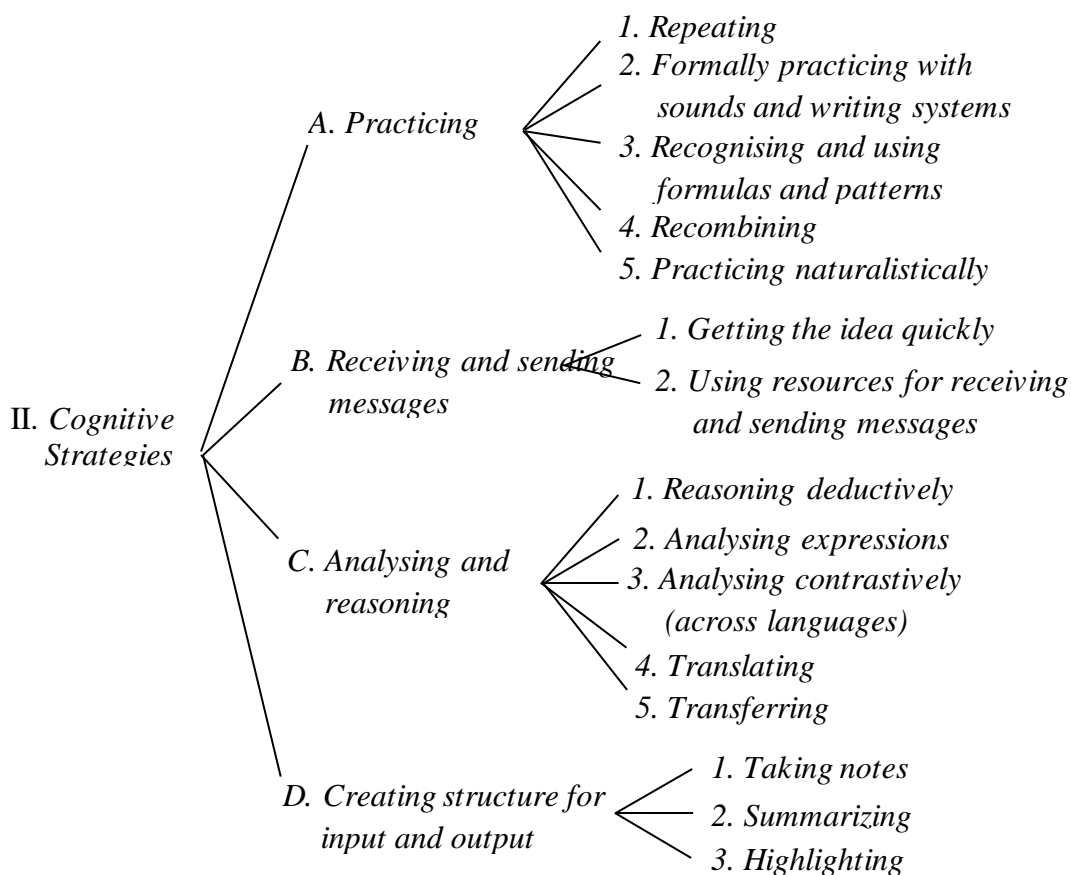 II. Cognitive
Strategies
A. Practicing
1. Repeating
2. Formally practicing with
sounds and writing systems
3. Recognising and using
formulas and patterns
4. Recombining
5. Practicing naturalistically
B. Receiving and sending
messages
1. Getting the idea quickly
2. Using resources for receiving
and sending messages
C. Analysing and
reasoning
1. Reasoning deductively
2. Analysing expressions
3. Analysing contrastively
(across languages)
4. Translating
5. Transferring
D. Creating structure for
input and output
1. Taking notes
2. Summarizing
3. Highlighting